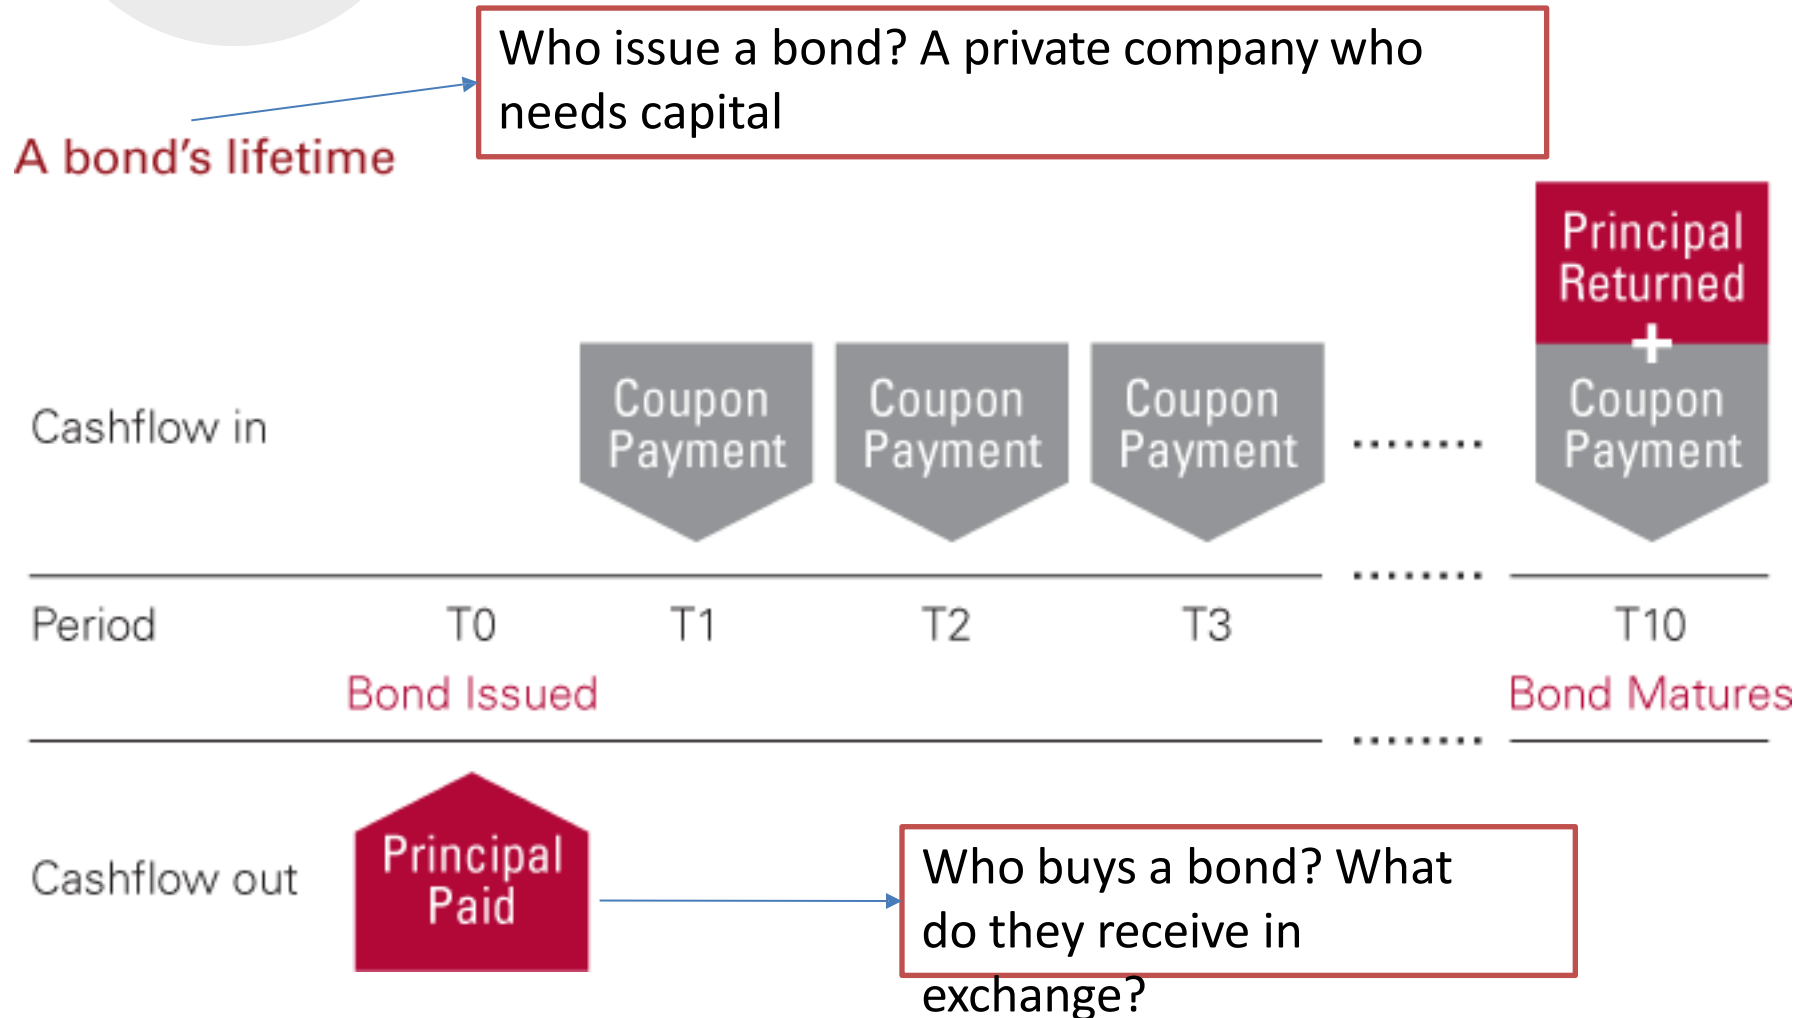 Who issue a bond? A private company who
needs capital
A bond's lifetime
Principal
Returned
+
Cashflow in
Coupon
Payment
Coupon
Payment
Coupon
Payment
........
Coupon
Payment
........
Period T0 T1 T2 T3 T10
Bond Issued Bond Matures
........
Cashflow out
Principal
Paid
Who buys a bond? What
do they receive in
exchange?